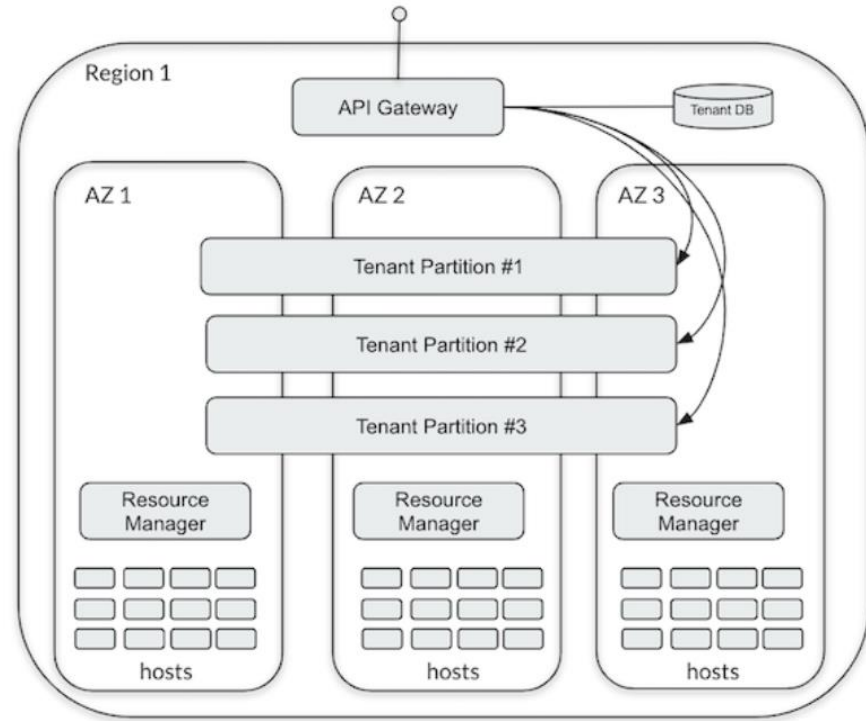 Region 1
API Gateway
Tenant DB
AZ 1
AZ 2
AZ 3
Tenant Partition #1
Tenant Partition #2
Tenant Partition #3
Resource
Manager
Resource
Manager
Resource
Manager
hosts
hosts
hosts